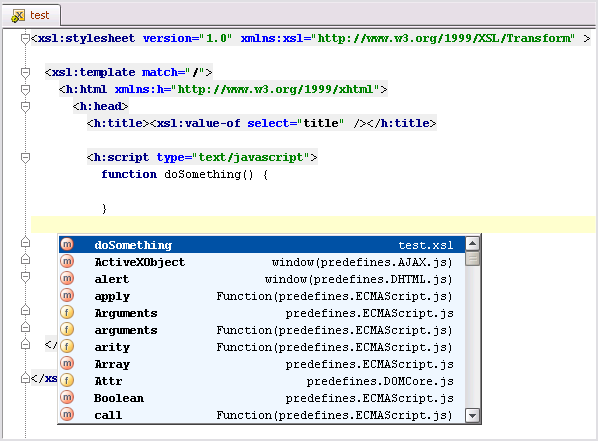 test
<xsl:stylesheet version="1.0" xmlns:xsl="http://www.w3.org/1999/XSL/Transform" >
<xsl:template match="/">
<h:html xmlns:h="http://www.w3.org/1999/xhtml">
<h:head>
<h:title><xsl:value-of select="title" /></h:title>
<h:script type="text/javascript">
function doSomething() {
}
m doSomething test.xsl
m ActiveXObject window(predefines.AJAX.js)
m alert window(predefines.DHTML.js)
m apply Function(predefines.ECMAScript.js)
f Arguments predefines.ECMAScript.js
f arguments Function(predefines.ECMAScript.js)
f arity Function(predefines.ECMAScript.js)
m Array predefines.ECMAScript.js
f Attr predefines.DOMCore.js
m Boolean predefines.ECMAScript.js
m call Function(predefines.ECMAScript.js)
</
</xs